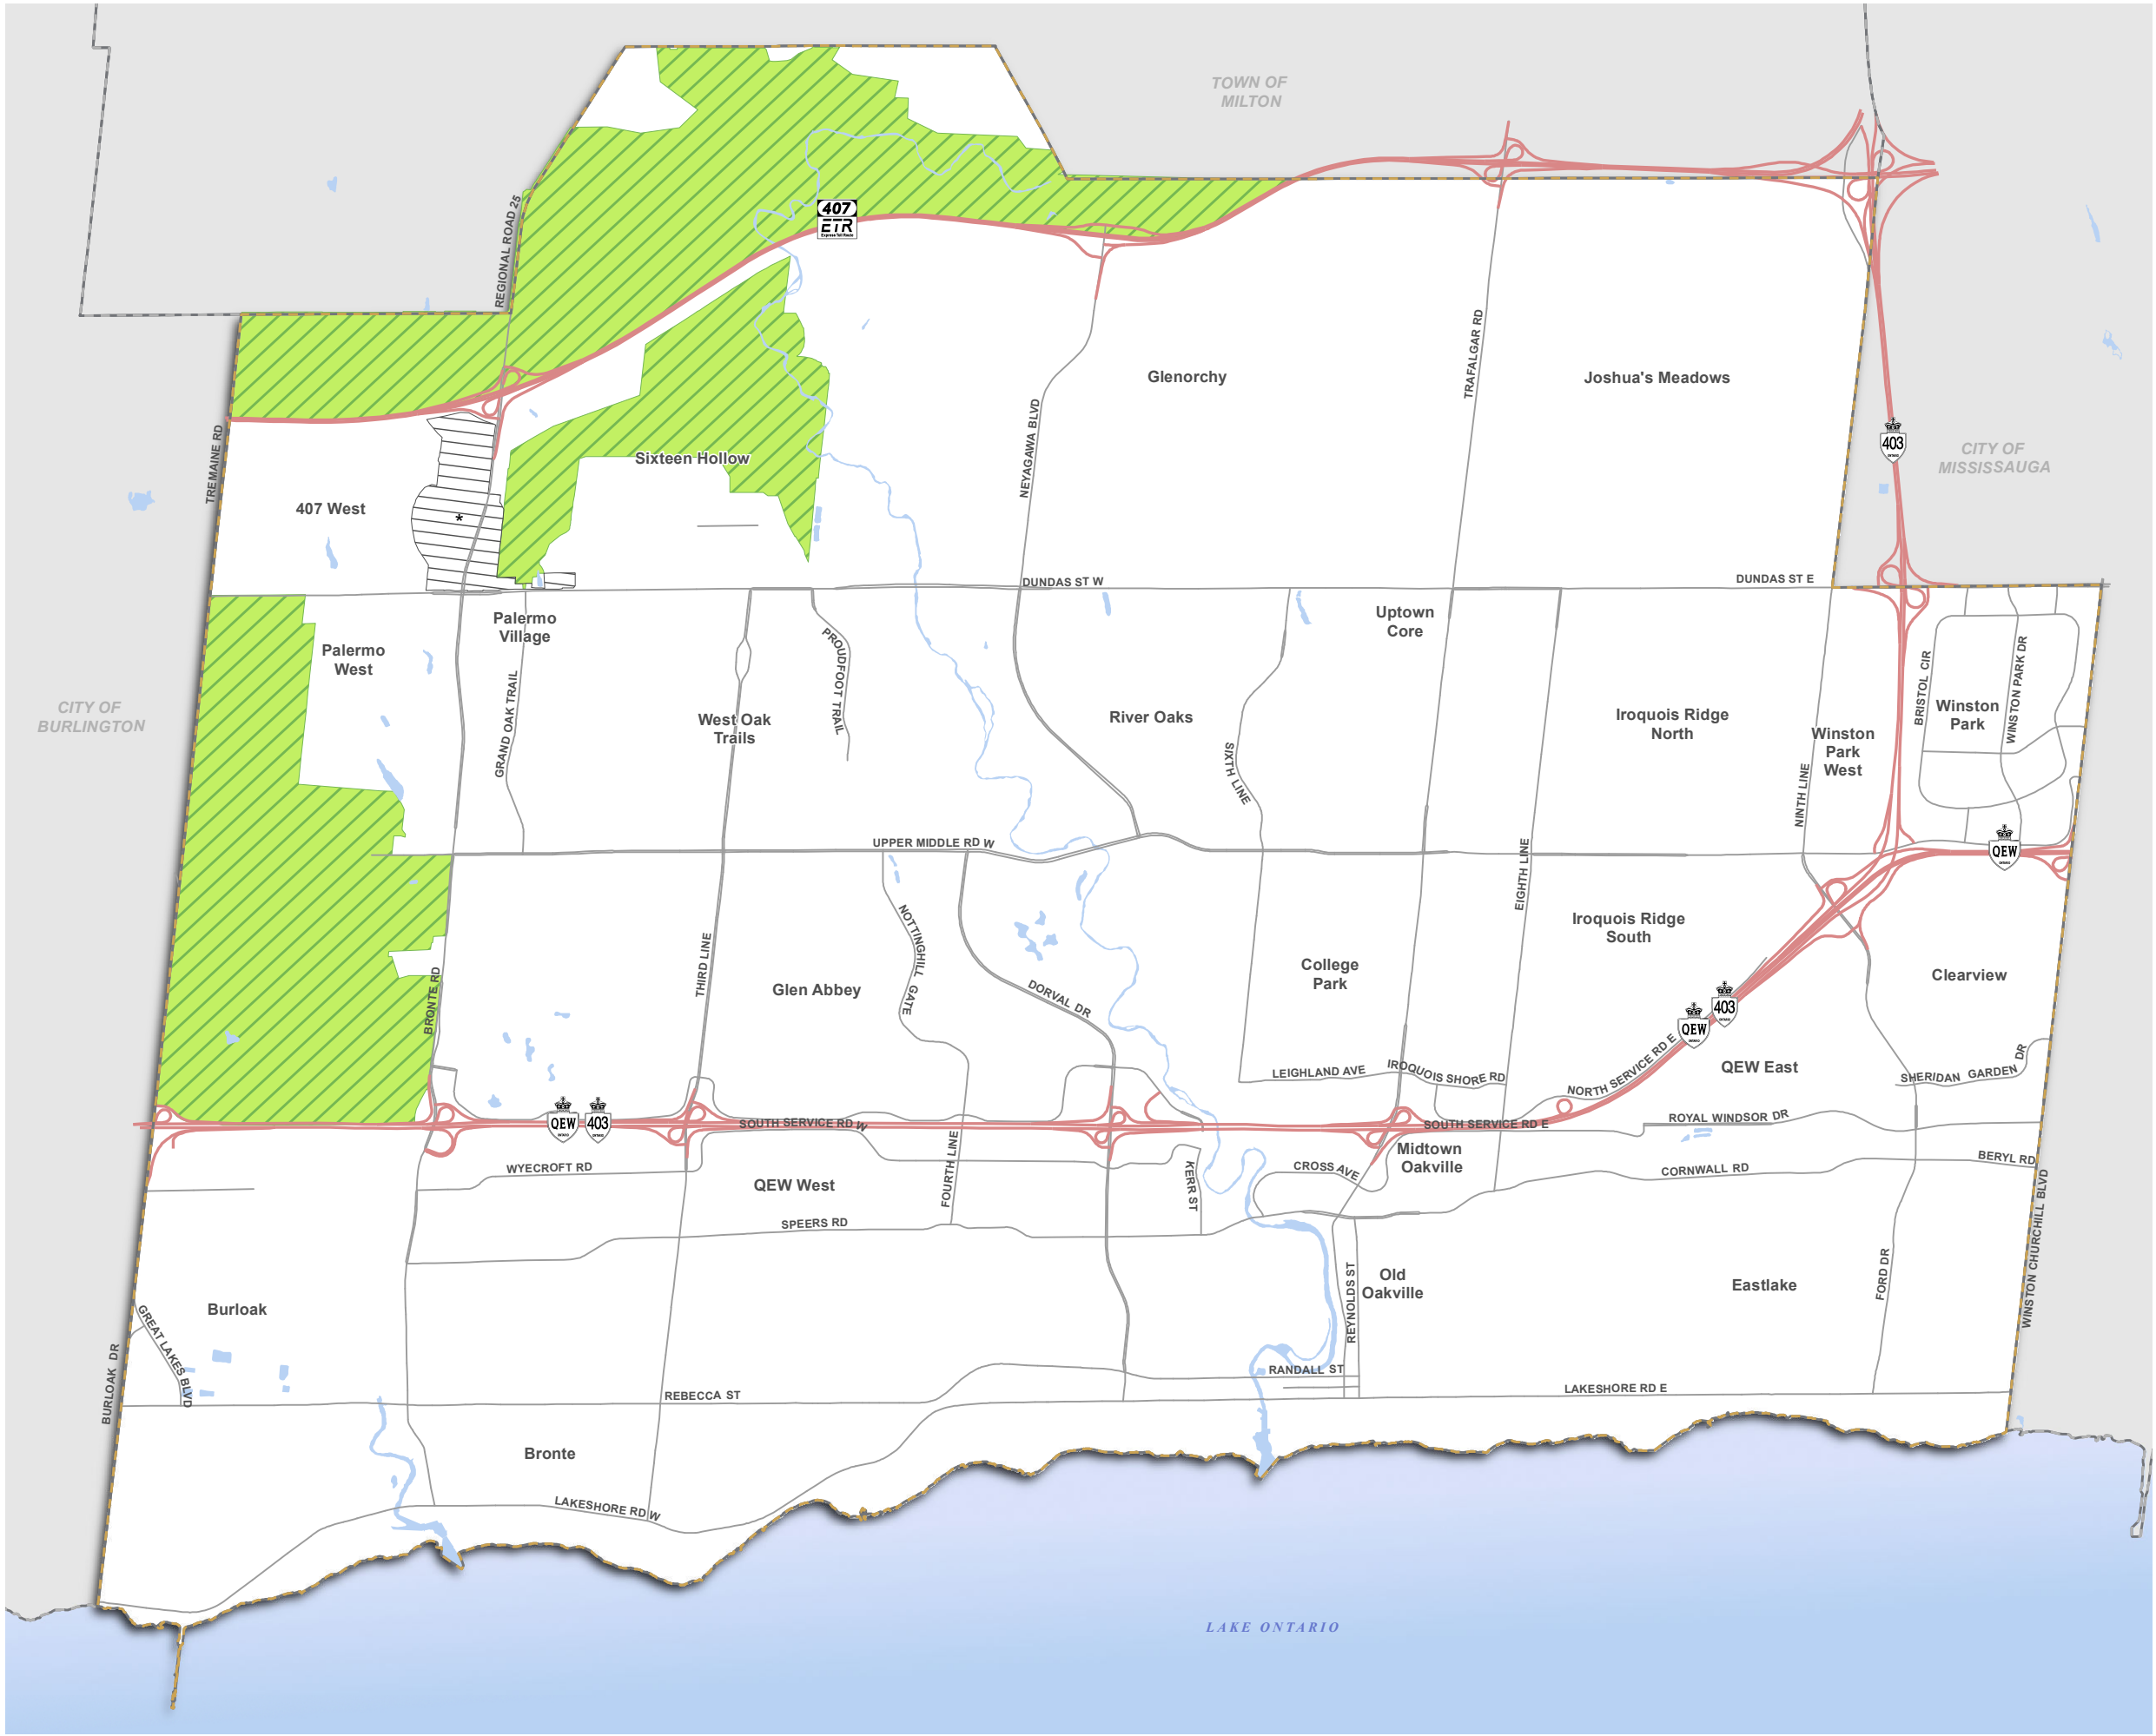 TOWN OF
MILTON
REGIONAL ROAD 25
407
ETR
Express Toll Route
TRAFALGAR RD
Glenorchy
Joshua's Meadows
NEYAGAWA BLVD
403
TREMAINE RD
Sixteen Hollow
CITY OF
MISSISSAUGA
407 West
*
DUNDAS ST W
DUNDAS ST E
Palermo
Village
Uptown
Core
Palermo
West
PROUDFOOT TRAIL
GRAND OAK TRAIL
BRISTOL CIR
WINSTON PARK DR
CITY OF
BURLINGTON
West Oak
Trails
River Oaks
Iroquois Ridge
North
Winston
Park
Winston
Park
West
SIXTH LINE
NINTH LINE
UPPER MIDDLE RD W
QEW
EIGHTH LINE
NOTTINGHILL GATE
Iroquois Ridge
South
THIRD LINE
BRONTE RD
College
Park
Clearview
Glen Abbey
DORVAL DR
403
QEW
NORTH SERVICE RD E
LEIGHLAND AVE
IROQUOIS SHORE RD
QEW East
SHERIDAN GARDEN DR
QEW
403
SOUTH SERVICE RD W
SOUTH SERVICE RD E
ROYAL WINDSOR DR
Midtown
Oakville
WYECROFT RD
FOURTH LINE
KERR ST
CROSS AVE
CORNWALL RD
BERYL RD
QEW West
SPEERS RD
WINSTON CHURCHILL BLVD
Burloak
GREAT LAKES BLVD
REYNOLDS ST
Old
Oakville
Eastlake
FORD DR
BURLOAK DR
RANDALL ST
REBECCA ST
LAKESHORE RD E
Bronte
LAKESHORE RD W
LAKE ONTARIO